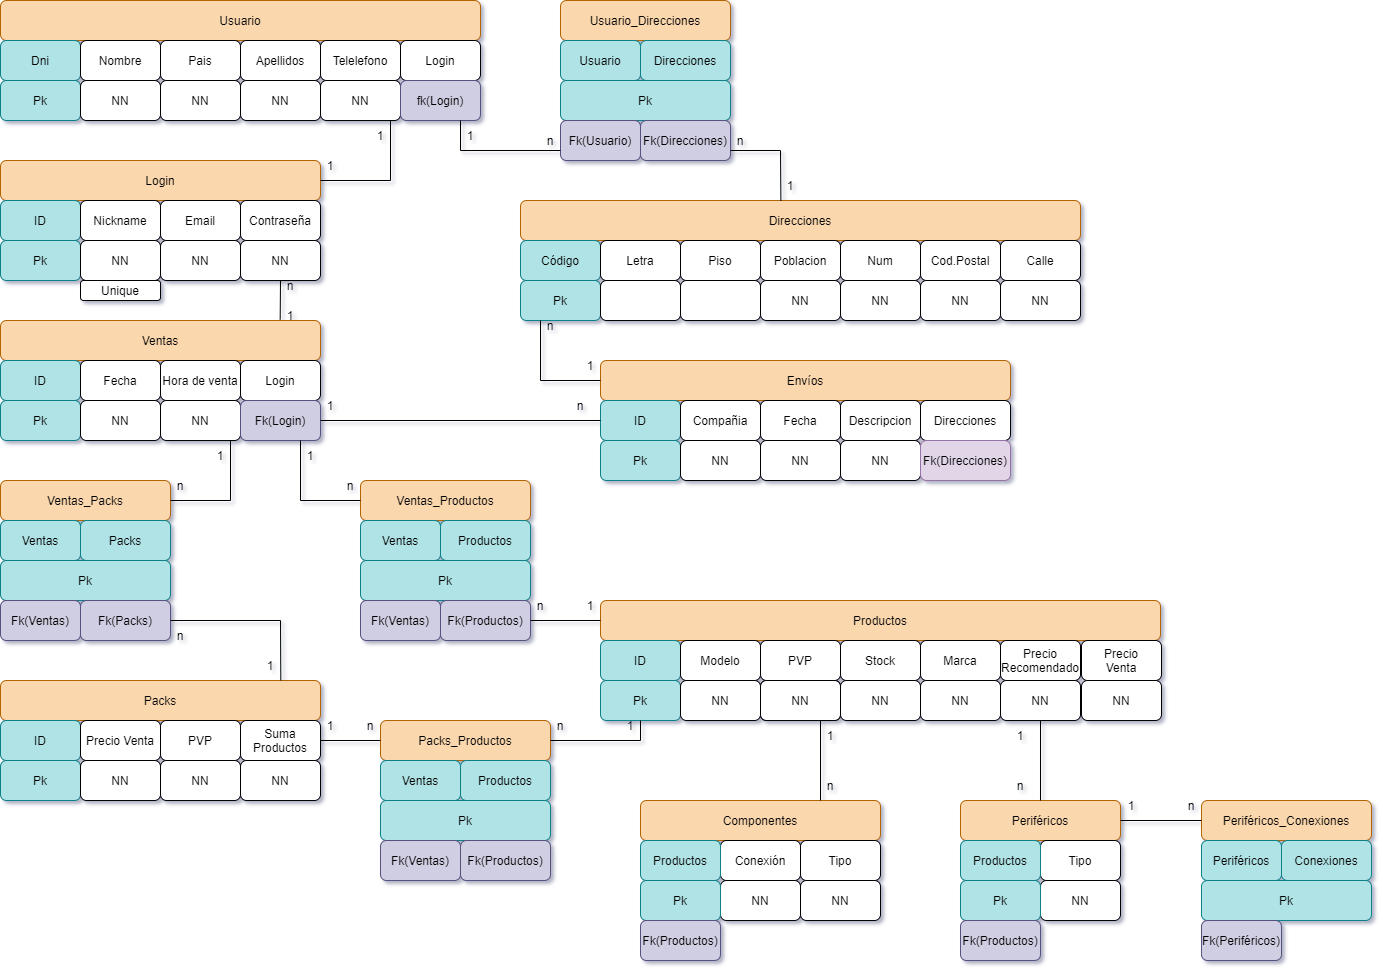 Usuario
Dni Nombre Pais Apellidos Telelefono Login
Pk NN NN NN NN fk(Login)
1 1 n
Usuario_Direcciones
Usuario Direcciones
Pk
Fk(Usuario) Fk(Direcciones)
n
1
1
Login
ID Nickname Email Contraseña
Pk NN NN NN
Unique
n
1
Direcciones
Código Letra Piso Poblacion Num Cod.Postal Calle
Pk NN NN NN NN
n
1
Ventas
ID Fecha Hora de venta Login
Pk NN NN Fk(Login)
1 n
1 1
Envíos
ID Compañia Fecha Descripcion Direcciones
Pk NN NN NN Fk(Direcciones)
n
Ventas_Packs
Ventas Packs
Pk
Fk(Ventas) Fk(Packs)
n
1
n
Ventas_Productos
Ventas Productos
Pk
Fk(Ventas) Fk(Productos)
n 1
Productos
ID Modelo PVP Stock Marca Precio Recomendado Precio Venta
Pk NN NN NN NN NN NN
1 1 1
Packs
ID Precio Venta PVP Suma Productos
Pk NN NN NN
1 n n
Packs_Productos
Ventas Productos
Pk
Fk(Ventas) Fk(Productos)
n n
Componentes
Productos Conexión Tipo
Pk NN NN
Fk(Productos)
Periféricos
Productos Tipo
Pk NN
Fk(Productos)
1 n
Periféricos_Conexiones
Periféricos Conexiones
Pk
Fk(Periféricos)